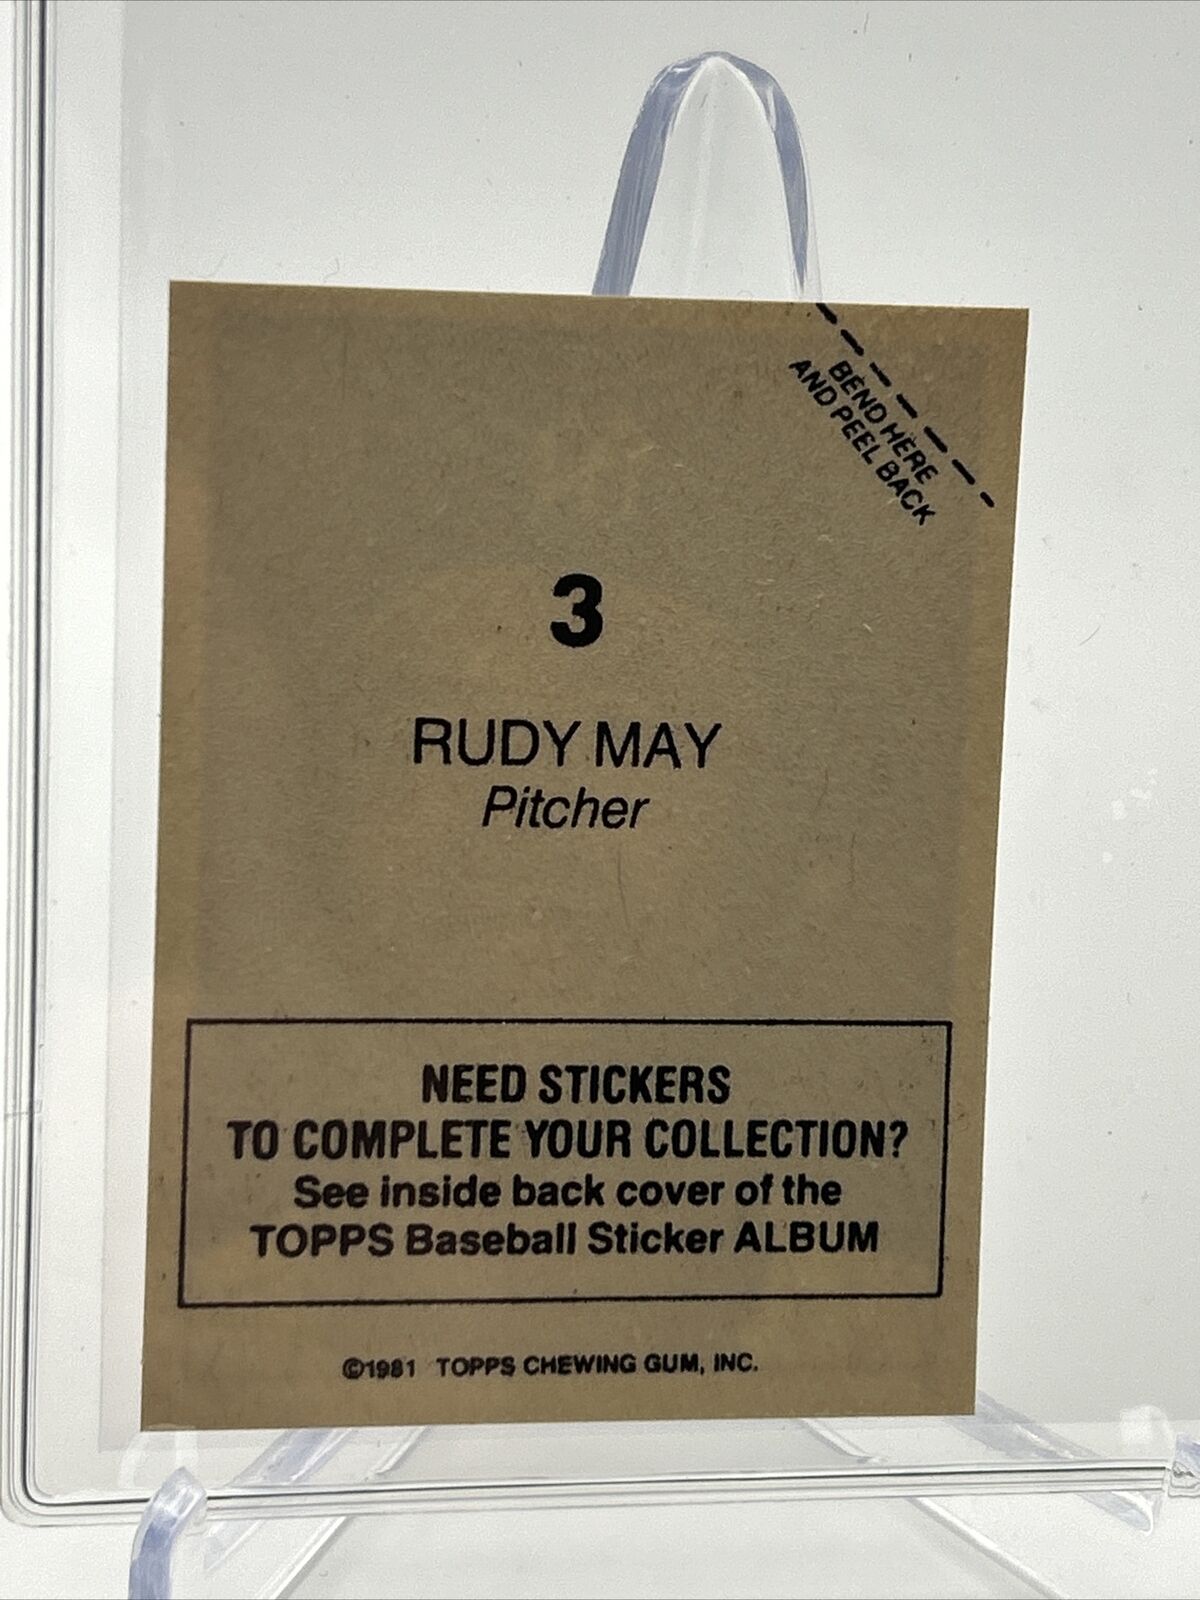 BEND HERE
AND PEEL BACK
3
RUDY MAY
Pitcher
NEED STICKERS
TO COMPLETE YOUR COLLECTION?
See inside back cover of the
TOPPS Baseball Sticker ALBUM
©1981 TOPPS CHEWING GUM, INC.